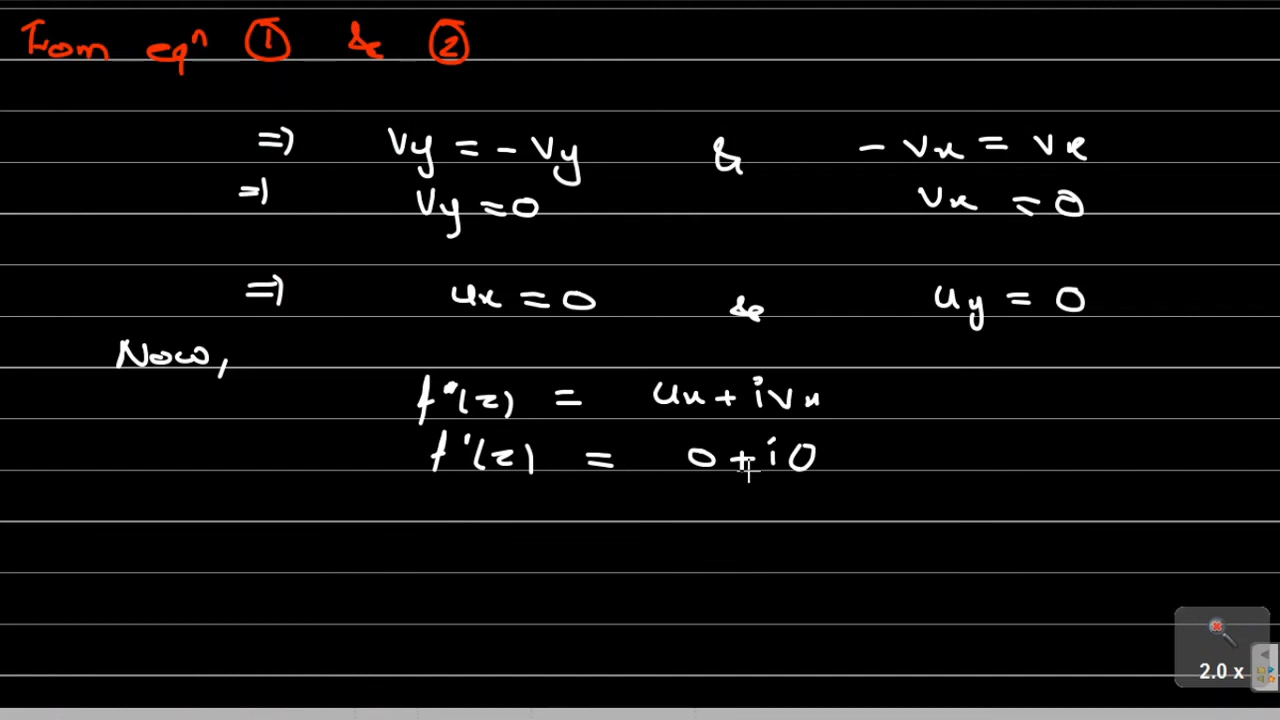 From eqⁿ ① & ②
=> Vy = - Vy & - Vx = Vx
=> Vy = 0 Vx = 0
=> ux = 0 & uy = 0
Now,
f'(z) = ux + ivx
f'(z) = 0 + i0
2.0 x